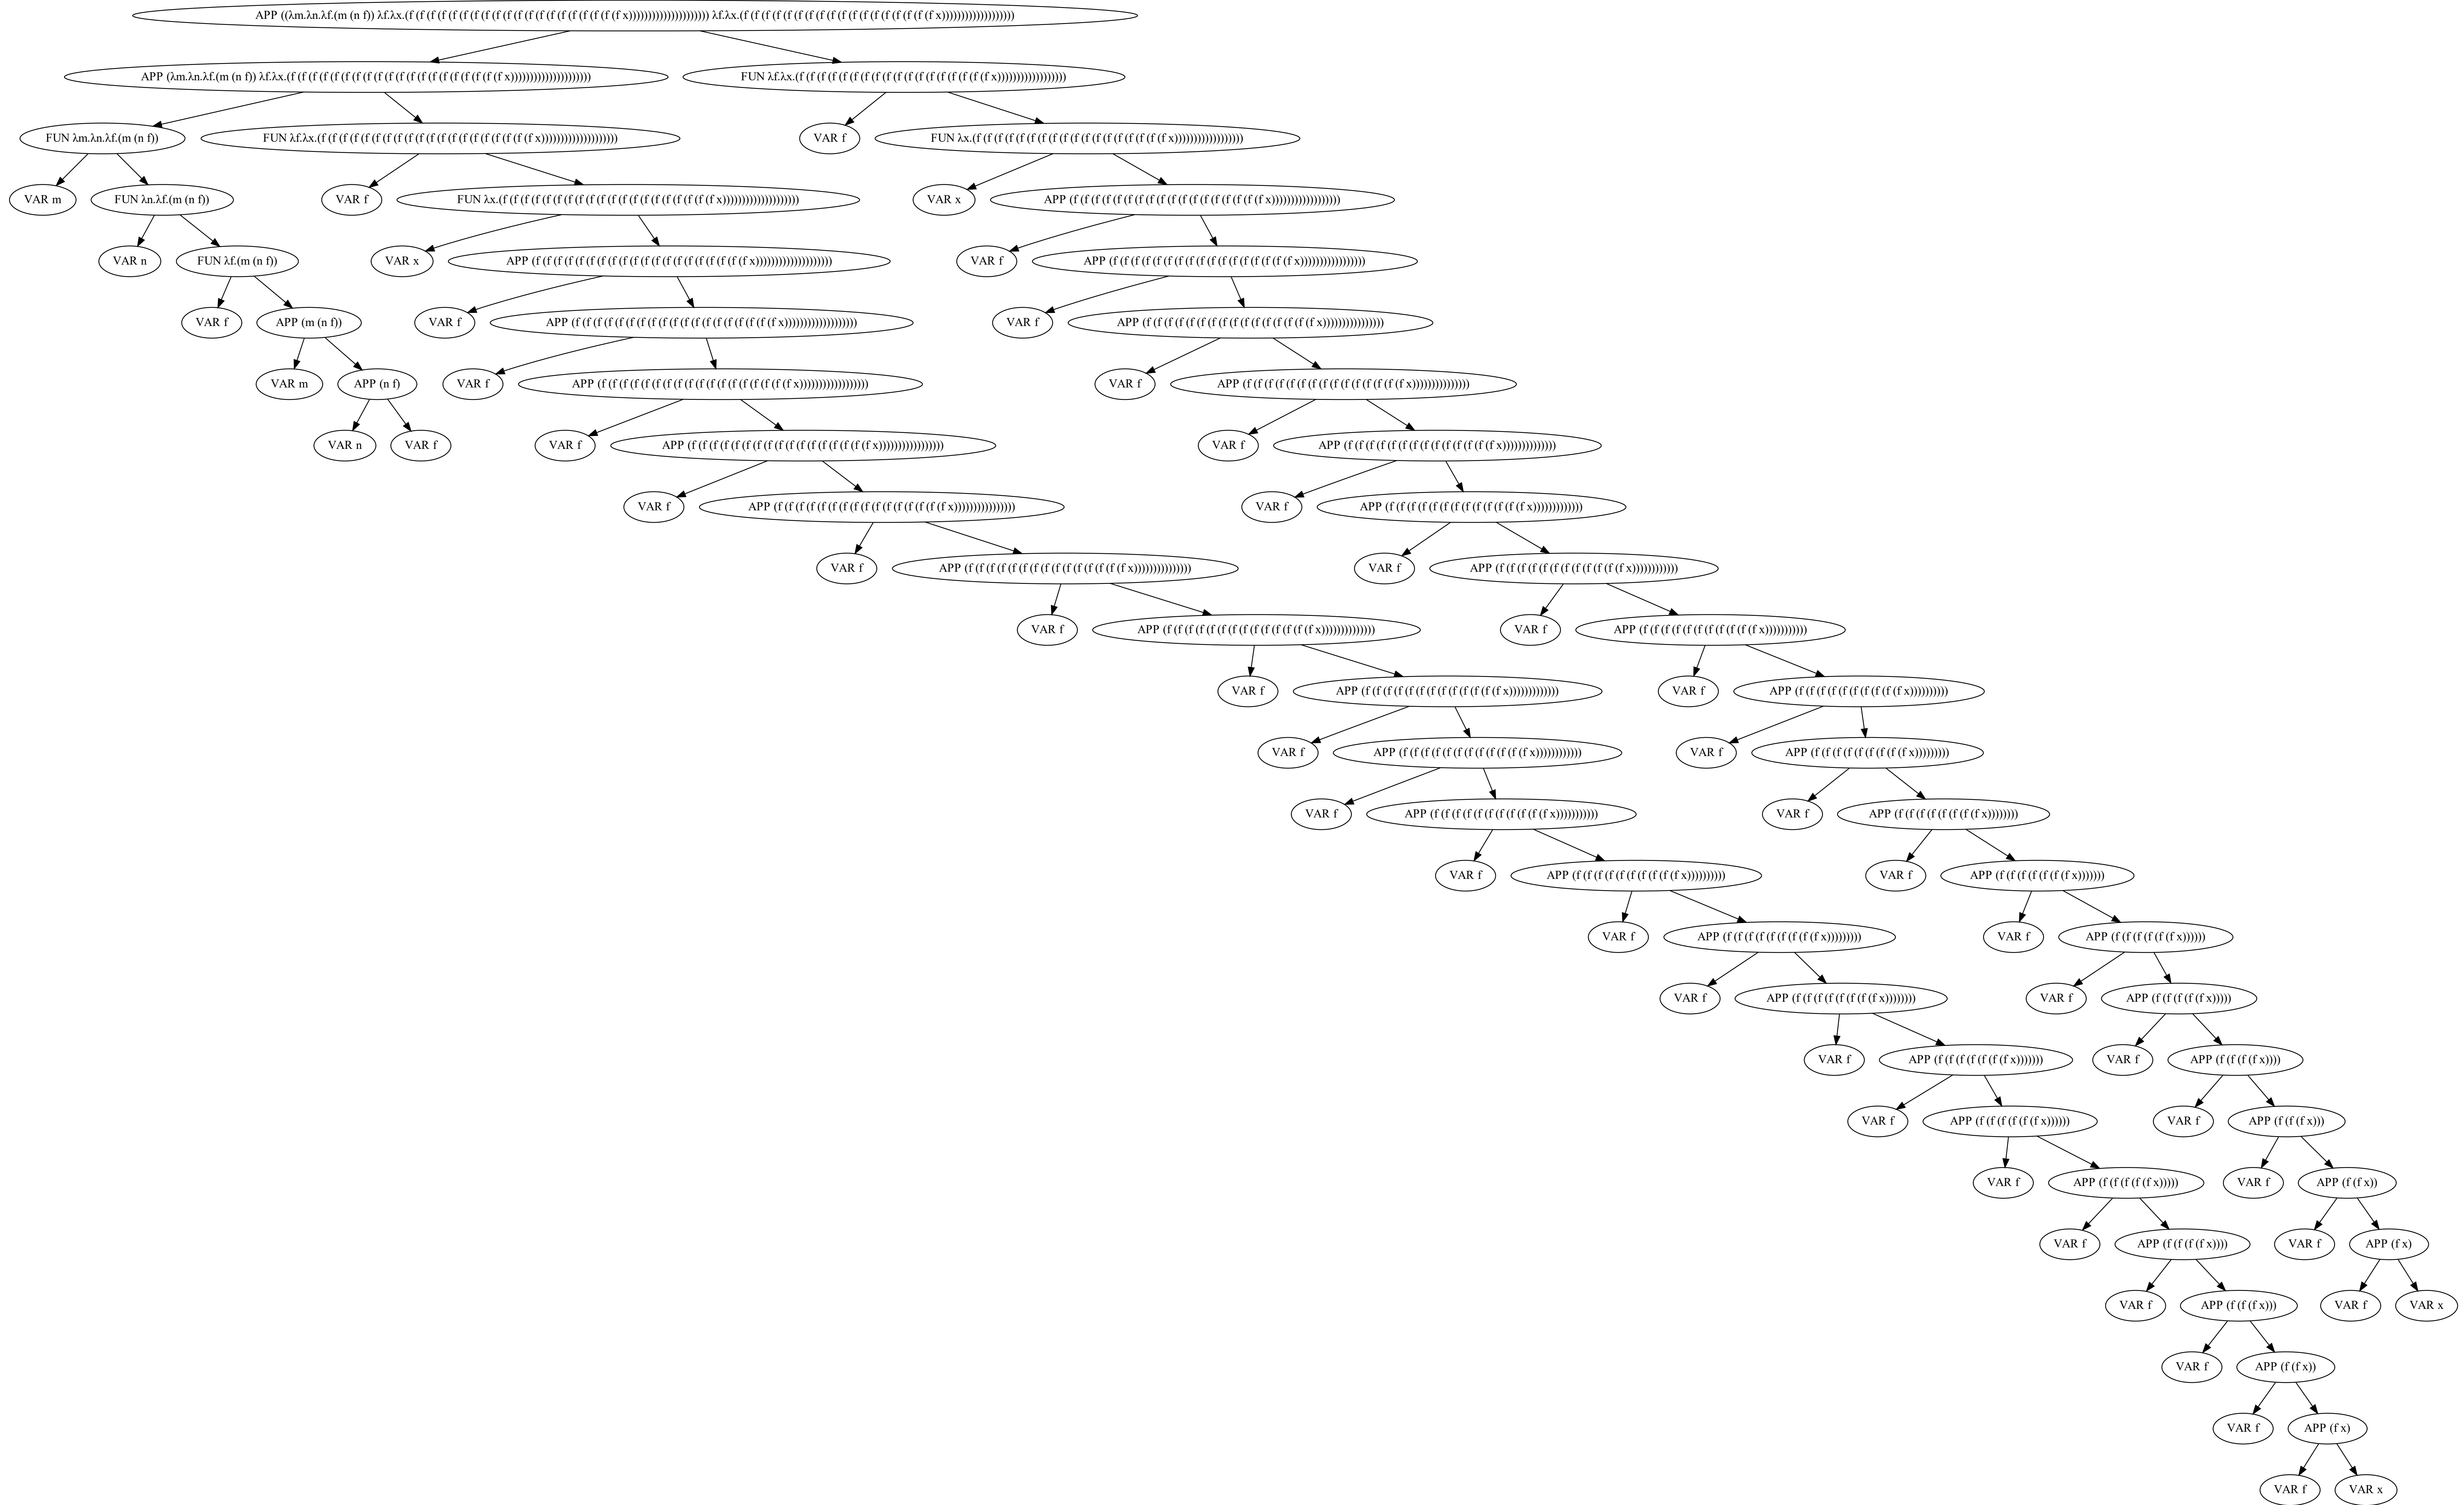 APP ((λm.λn.λf.(m (n f)) λf.λx.(f (f (f (f (f (f (f (f (f (f (f (f (f (f (f (f (f (f (f (f x))))))))))))))))))))) λf.λx.(f (f (f (f (f (f (f (f (f (f (f (f (f (f (f (f (f (f x)))))))))))))))))))
APP (λm.λn.λf.(m (n f)) λf.λx.(f (f (f (f (f (f (f (f (f (f (f (f (f (f (f (f (f (f (f (f x)))))))))))))))))))))
FUN λf.λx.(f (f (f (f (f (f (f (f (f (f (f (f (f (f (f (f (f (f x))))))))))))))))))
FUN λm.λn.λf.(m (n f))
FUN λf.λx.(f (f (f (f (f (f (f (f (f (f (f (f (f (f (f (f (f (f (f (f x))))))))))))))))))))
VAR f
FUN λx.(f (f (f (f (f (f (f (f (f (f (f (f (f (f (f (f (f (f x))))))))))))))))))
VAR m
FUN λn.λf.(m (n f))
VAR f
FUN λx.(f (f (f (f (f (f (f (f (f (f (f (f (f (f (f (f (f (f (f (f x))))))))))))))))))))
VAR x
APP (f (f (f (f (f (f (f (f (f (f (f (f (f (f (f (f (f (f x))))))))))))))))))
VAR n
FUN λf.(m (n f))
VAR x
APP (f (f (f (f (f (f (f (f (f (f (f (f (f (f (f (f (f (f (f (f x))))))))))))))))))))
VAR f
APP (f (f (f (f (f (f (f (f (f (f (f (f (f (f (f (f (f x)))))))))))))))))
VAR f
APP (m (n f))
VAR f
APP (f (f (f (f (f (f (f (f (f (f (f (f (f (f (f (f (f (f (f x)))))))))))))))))))
VAR f
APP (f (f (f (f (f (f (f (f (f (f (f (f (f (f (f (f x))))))))))))))))
VAR m
APP (n f)
VAR f
APP (f (f (f (f (f (f (f (f (f (f (f (f (f (f (f (f (f (f x))))))))))))))))))
VAR f
APP (f (f (f (f (f (f (f (f (f (f (f (f (f (f (f x)))))))))))))))
VAR n
VAR f
VAR f
APP (f (f (f (f (f (f (f (f (f (f (f (f (f (f (f (f (f x)))))))))))))))))
VAR f
APP (f (f (f (f (f (f (f (f (f (f (f (f (f (f x))))))))))))))
VAR f
APP (f (f (f (f (f (f (f (f (f (f (f (f (f (f (f (f x))))))))))))))))
VAR f
APP (f (f (f (f (f (f (f (f (f (f (f (f (f x)))))))))))))
VAR f
APP (f (f (f (f (f (f (f (f (f (f (f (f (f (f (f x)))))))))))))))
VAR f
APP (f (f (f (f (f (f (f (f (f (f (f (f x))))))))))))
VAR f
APP (f (f (f (f (f (f (f (f (f (f (f (f (f (f x))))))))))))))
VAR f
APP (f (f (f (f (f (f (f (f (f (f (f x)))))))))))
VAR f
APP (f (f (f (f (f (f (f (f (f (f (f (f (f x)))))))))))))
VAR f
APP (f (f (f (f (f (f (f (f (f (f x))))))))))
VAR f
APP (f (f (f (f (f (f (f (f (f (f (f (f x))))))))))))
VAR f
APP (f (f (f (f (f (f (f (f (f x)))))))))
VAR f
APP (f (f (f (f (f (f (f (f (f (f (f x)))))))))))
VAR f
APP (f (f (f (f (f (f (f (f x))))))))
VAR f
APP (f (f (f (f (f (f (f (f (f (f x))))))))))
VAR f
APP (f (f (f (f (f (f (f x)))))))
VAR f
APP (f (f (f (f (f (f (f (f (f x)))))))))
VAR f
APP (f (f (f (f (f (f x))))))
VAR f
APP (f (f (f (f (f (f (f (f x))))))))
VAR f
APP (f (f (f (f (f x)))))
VAR f
APP (f (f (f (f (f (f (f x)))))))
VAR f
APP (f (f (f (f x))))
VAR f
APP (f (f (f (f (f (f x))))))
VAR f
APP (f (f (f x)))
VAR f
APP (f (f (f (f (f x)))))
VAR f
APP (f (f x))
VAR f
APP (f (f (f (f x))))
VAR f
APP (f x)
VAR f
APP (f (f (f x)))
VAR f
VAR x
VAR f
APP (f (f x))
VAR f
APP (f x)
VAR f
VAR x